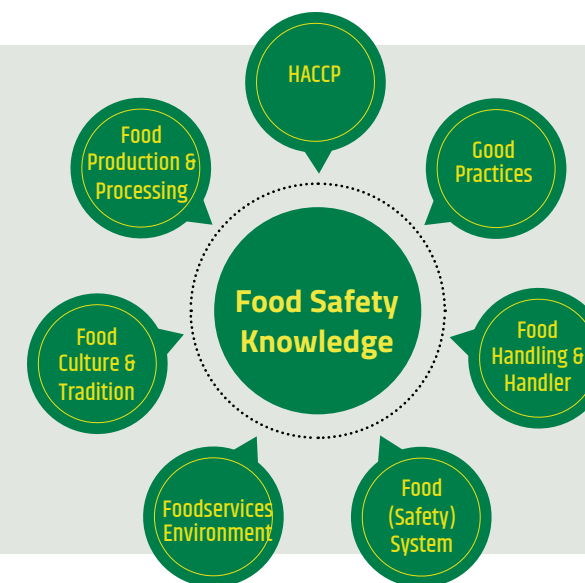 HACCP
Good
Practices
Food
Handling &
Handler
Food
(Safety)
System
Foodservices
Environment
Food
Culture &
Tradition
Food
Production &
Processing
Food Safety
Knowledge